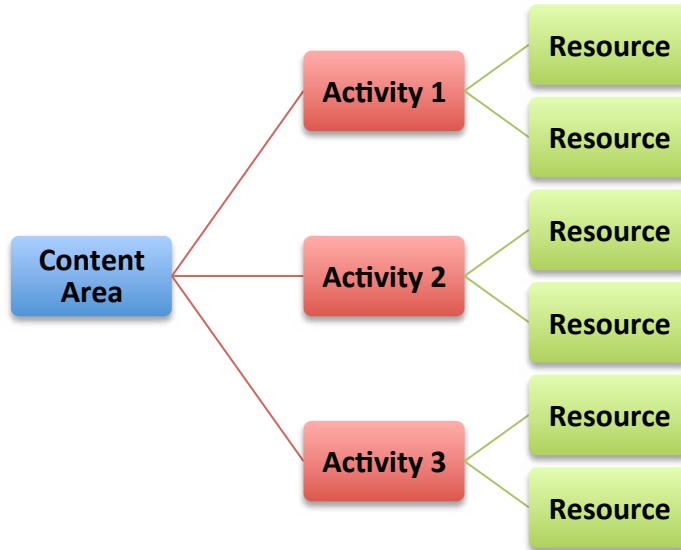 Resource
Activity 1
Resource
Resource
Content
Area
Activity 2
Resource
Resource
Activity 3
Resource